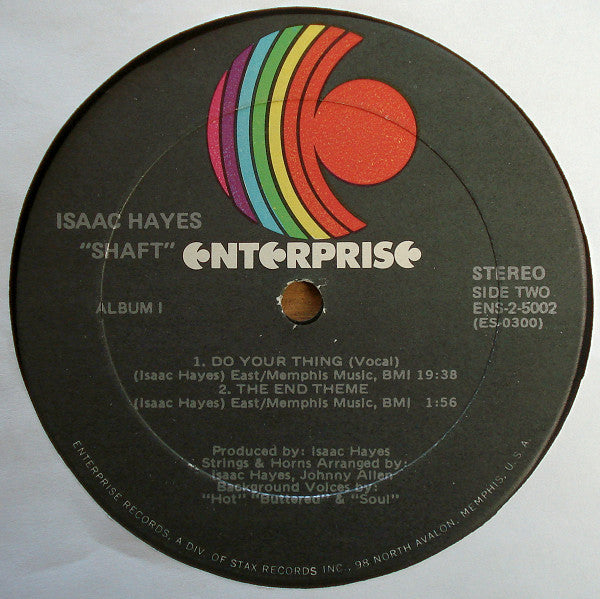 ENTERPRISE
ISAAC HAYES
"SHAFT"
ALBUM I
STEREO
SIDE TWO
ENS-2-5002
(ES-0300)
1. DO YOUR THING (Vocal)
(Isaac Hayes) East/Memphis Music, BMI 19:38
2. THE END THEME
(Isaac Hayes) East/Memphis Music, BMI 1:56
Produced by: Isaac Hayes
Strings & Horns Arranged by:
Isaac Hayes, Johnny Allen
Background Voices by:
"Hot" Buttered" & "Soul"
ENTERPRISE RECORDS, A DIV. OF STAX RECORDS INC., 98 NORTH AVALON, MEMPHIS, U.S.A.